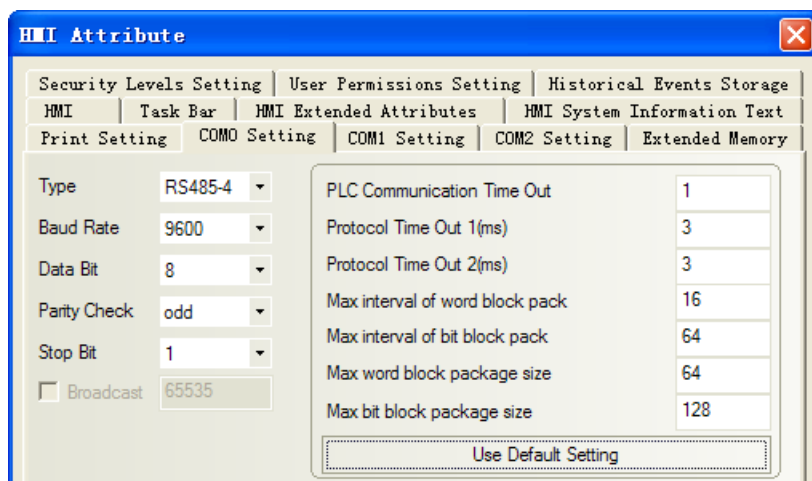 HMI Attribute
Security Levels Setting User Permissions Setting Historical Events Storage
HMI Task Bar HMI Extended Attributes HMI System Information Text
Print Setting COM0 Setting COM1 Setting COM2 Setting Extended Memory
Type RS485-4 PLC Communication Time Out 1
Baud Rate 9600 Protocol Time Out 1(ms) 3
Data Bit 8 Protocol Time Out 2(ms) 3
Parity Check odd Max interval of word block pack 16
Stop Bit 1 Max interval of bit block pack 64
Broadcast 65535 Max word block package size 64
Max bit block package size 128
Use Default Setting